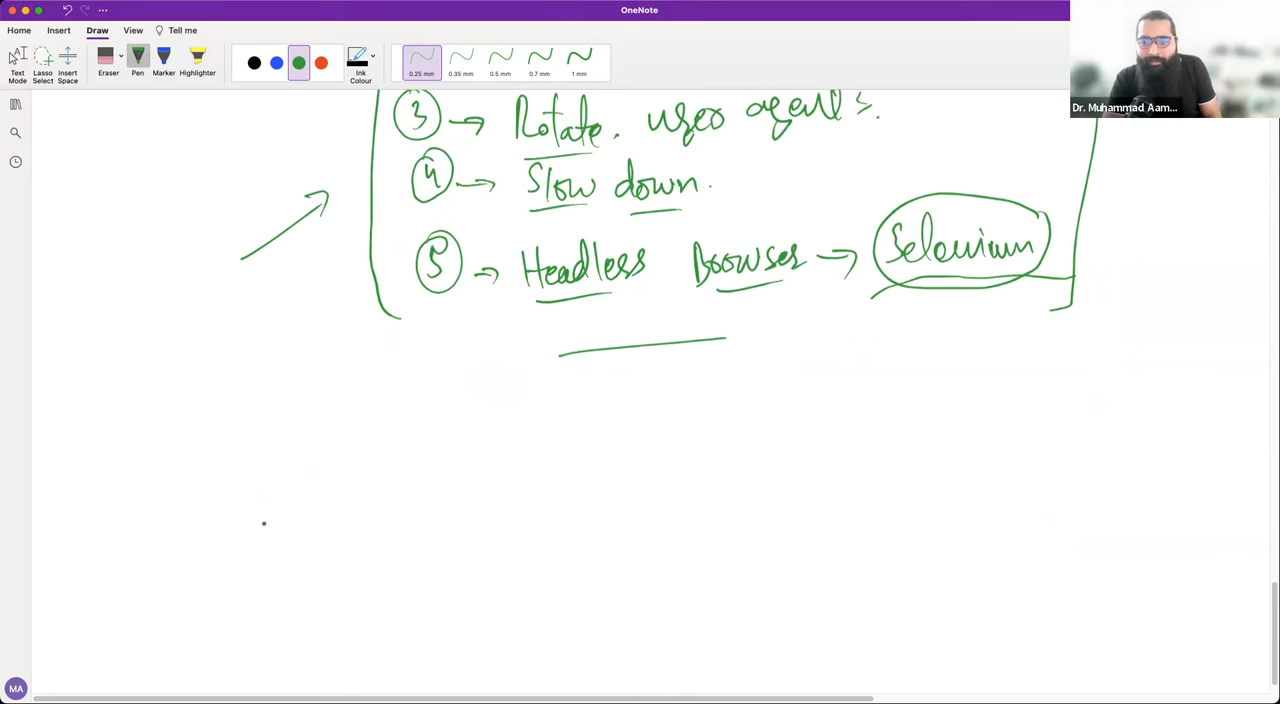 OneNote
Home Insert Draw View Tell me
Text Mode Lasso Select Insert Space Eraser Pen Marker Highlighter Ink Colour 0.25 mm 0.35 mm 0.5 mm 0.7 mm 1 mm
Dr. Muhammad Aam...
3 → Rotate. user agents.
4 → Slow down.
5 → Headless Browser → Selenium
MA